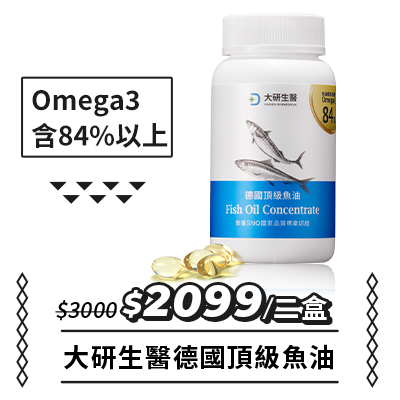 Omega3
含84%以上
大研生醫
德國頂級魚油
Fish Oil Concentrate
$3000 $2099/二盒
大研生醫德國頂級魚油